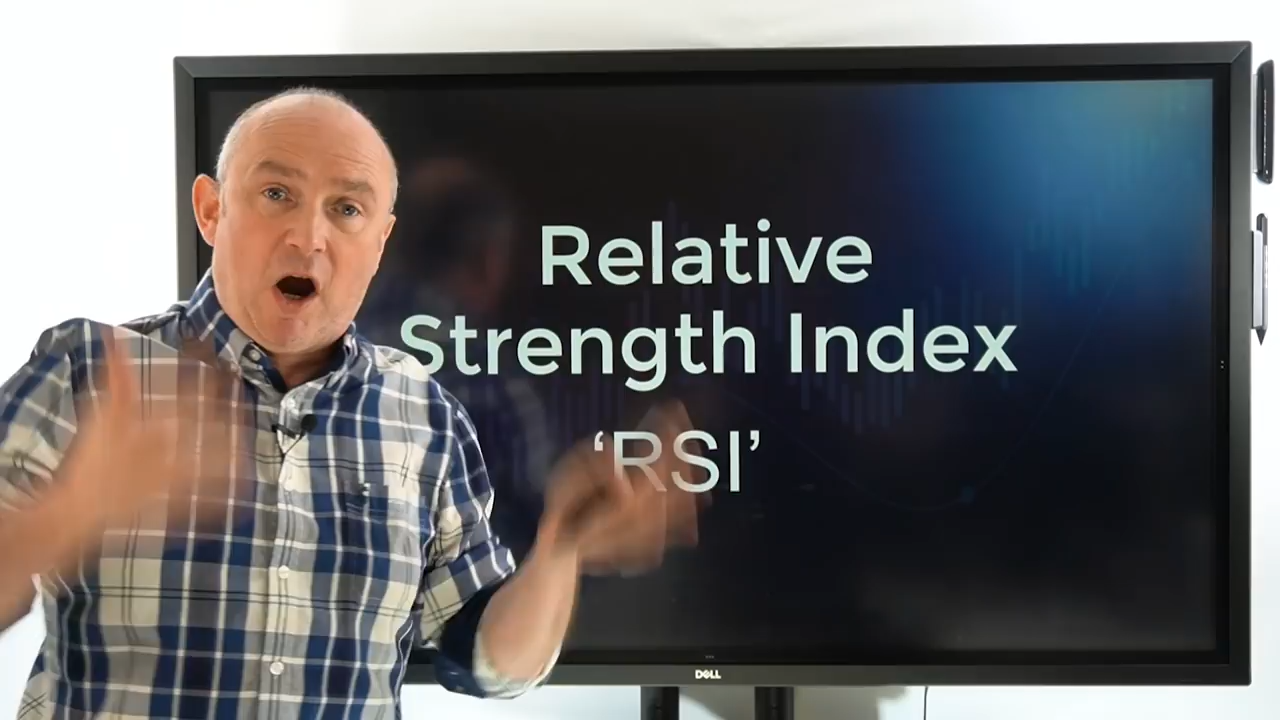 Relative
Strength Index
‘RSI’
DELL